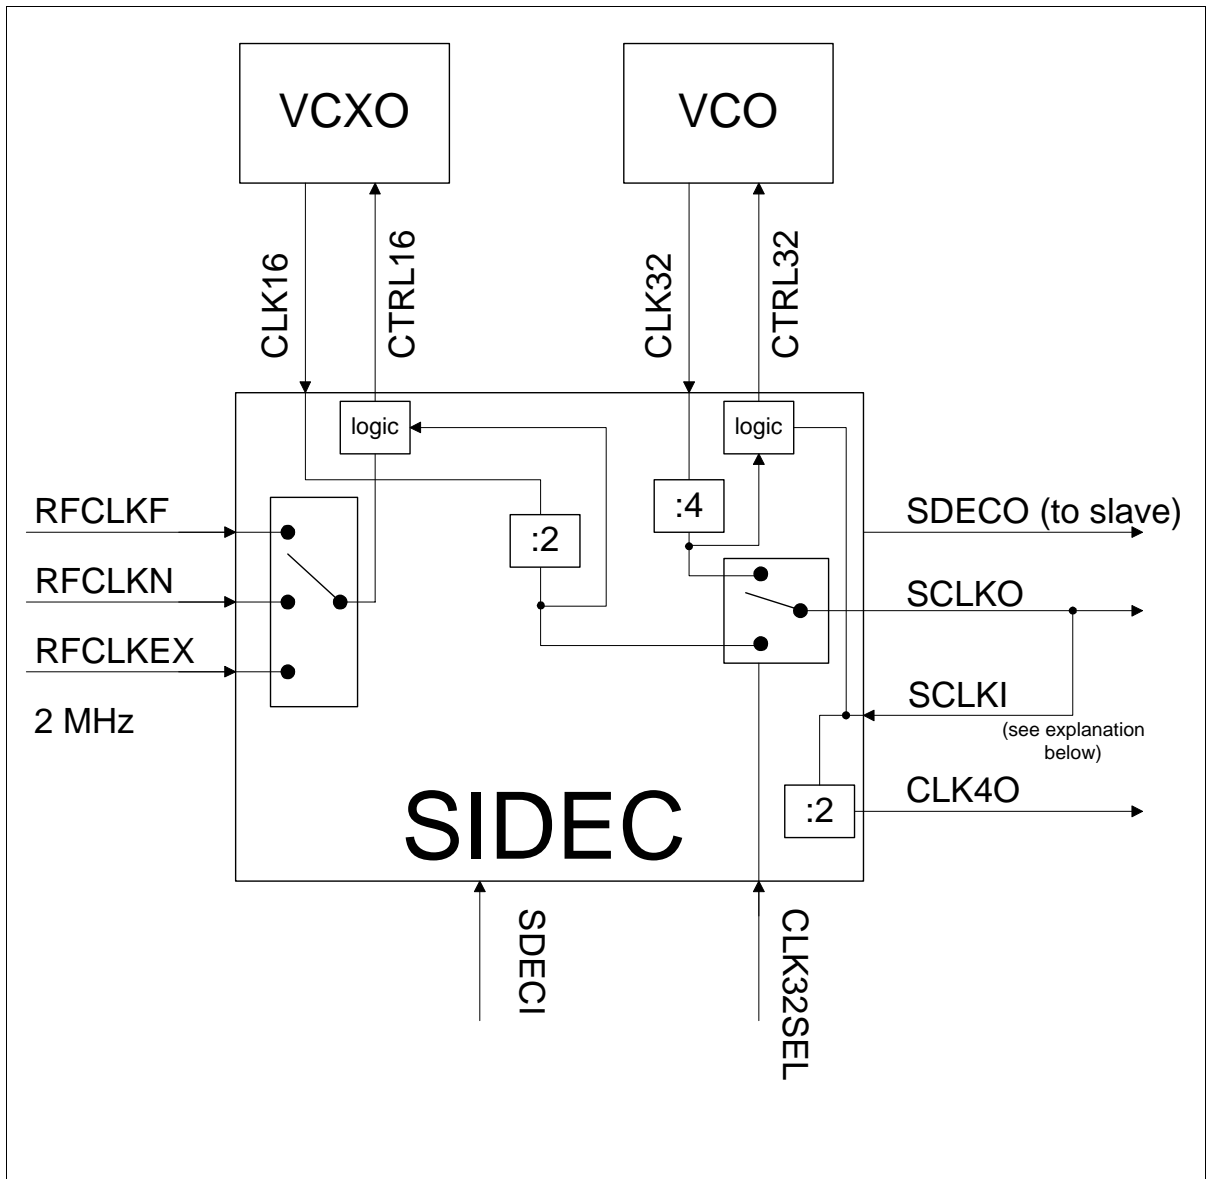 VCXO
VCO
CLK16
CTRL16
CLK32
CTRL32
logic
logic
RFCLKF
:4
SDECO (to slave)
:2
RFCLKN
SCLKO
RFCLKEX
SCLKI
2 MHz
(see explanation
below)
CLK4O
:2
SIDEC
SDECI
CLK32SEL